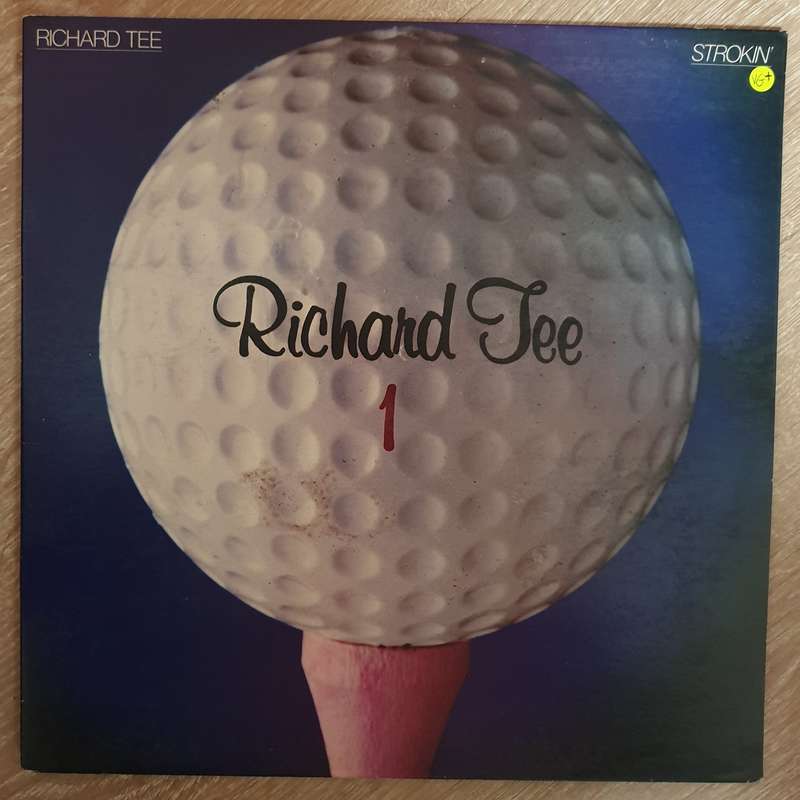 RICHARD TEE
STROKIN'
VG+
Richard Tee
1